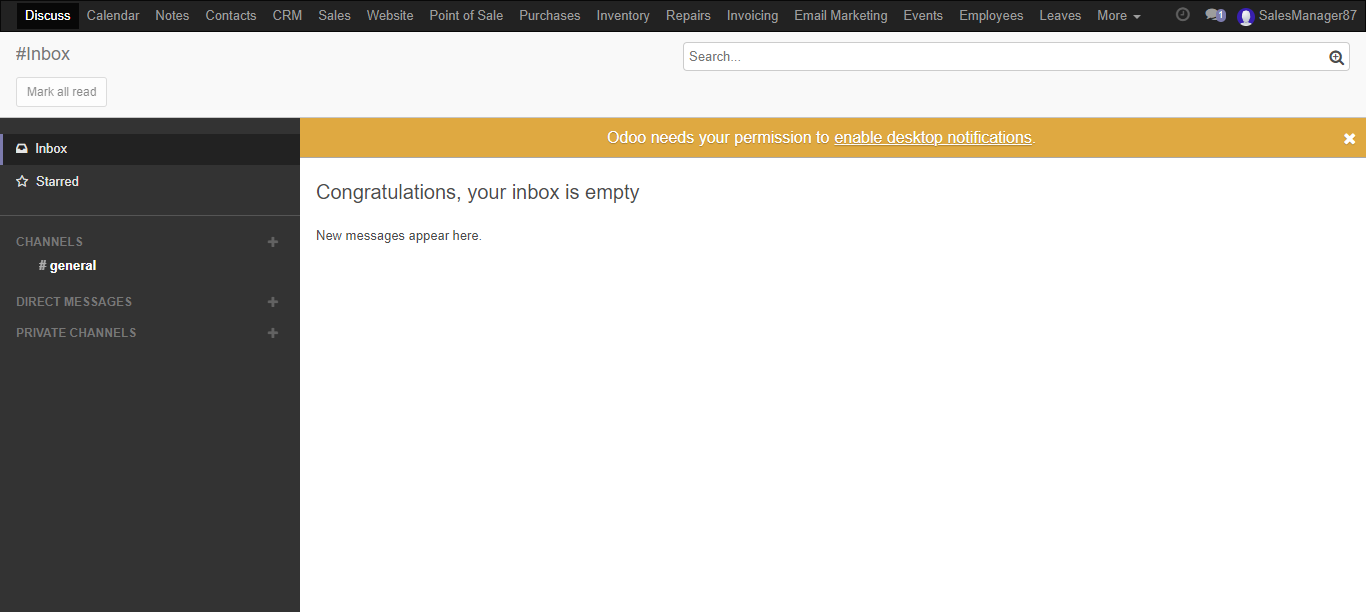 Discuss Calendar Notes Contacts CRM Sales Website Point of Sale Purchases Inventory Repairs Invoicing Email Marketing Events Employees Leaves More 1 SalesManager87
#Inbox
Search...
Mark all read
Inbox
Starred
CHANNELS
# general
DIRECT MESSAGES
PRIVATE CHANNELS
Odoo needs your permission to enable desktop notifications.
Congratulations, your inbox is empty
New messages appear here.